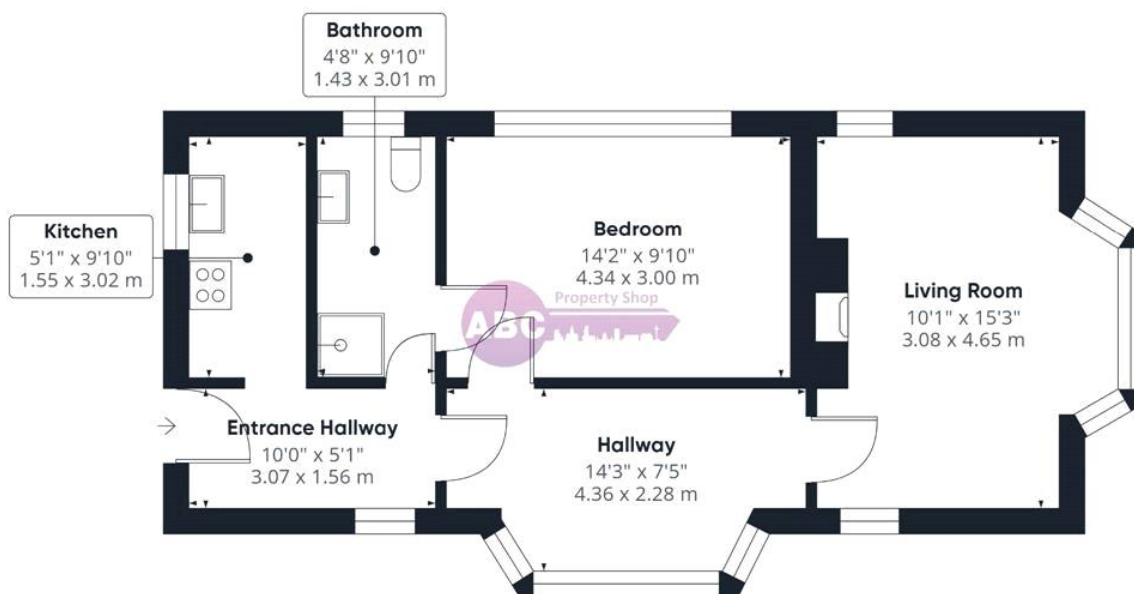 Bathroom
4'8" x 9'10"
1.43 x 3.01 m
Kitchen
5'1" x 9'10"
1.55 x 3.02 m
Bedroom
14'2" x 9'10"
4.34 x 3.00 m
Property Shop
ABC
Living Room
10'1" x 15'3"
3.08 x 4.65 m
Entrance Hallway
10'0" x 5'1"
3.07 x 1.56 m
Hallway
14'3" x 7'5"
4.36 x 2.28 m